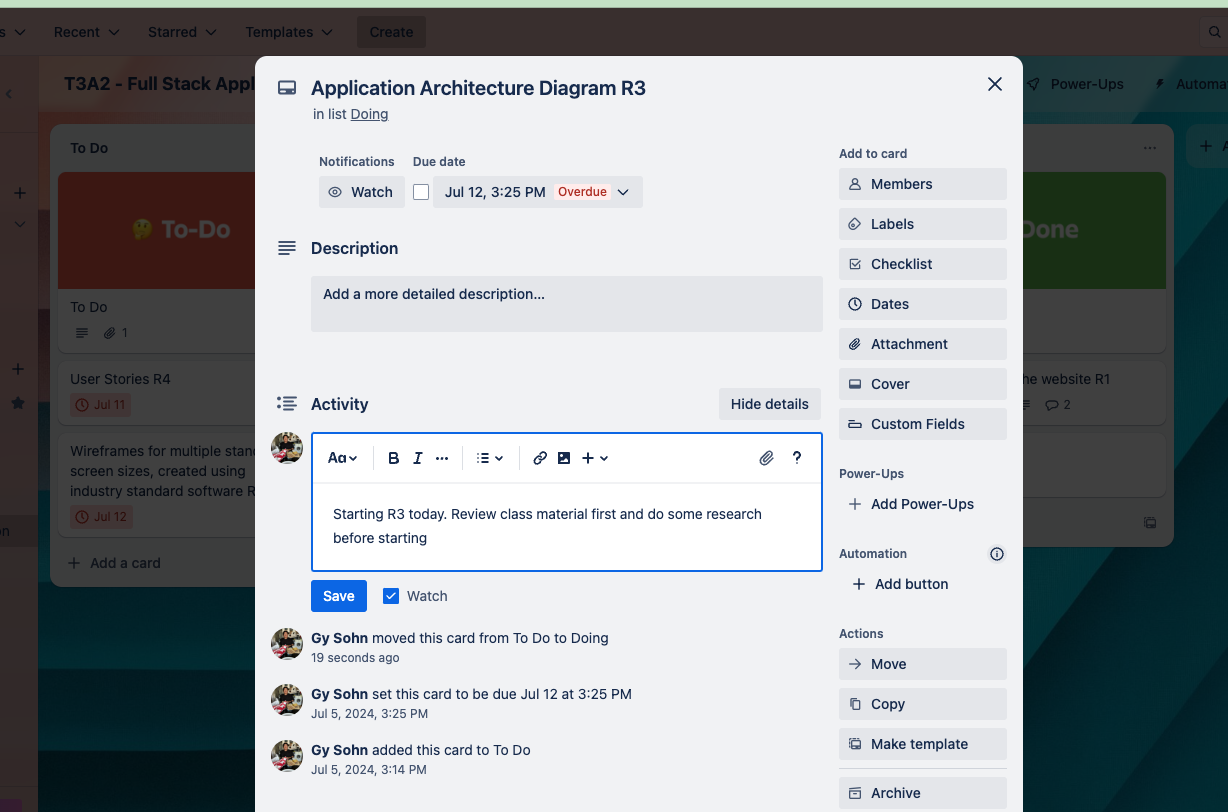 s
Recent
Starred
Templates
Create
T3A2 - Full Stack Appl
Power-Ups
Automa
Application Architecture Diagram R3
in list Doing
Notifications
Due date
Watch
Jul 12, 3:25 PM
Overdue
Description
Add a more detailed description...
Activity
Hide details
Aa
B
I
?
Starting R3 today. Review class material first and do some research
before starting
Save
Watch
Gy Sohn moved this card from To Do to Doing
19 seconds ago
Gy Sohn set this card to be due Jul 12 at 3:25 PM
Jul 5, 2024, 3:25 PM
Gy Sohn added this card to To Do
Jul 5, 2024, 3:14 PM
Add to card
Members
Labels
Checklist
Dates
Attachment
Cover
Custom Fields
Power-Ups
Add Power-Ups
Automation
Add button
Actions
Move
Copy
Make template
Archive
To Do
🤔 To-Do
To Do
1
User Stories R4
Jul 11
Wireframes for multiple stan
screen sizes, created using
industry standard software R
Jul 12
Add a card
on
Done
he website R1
2
A